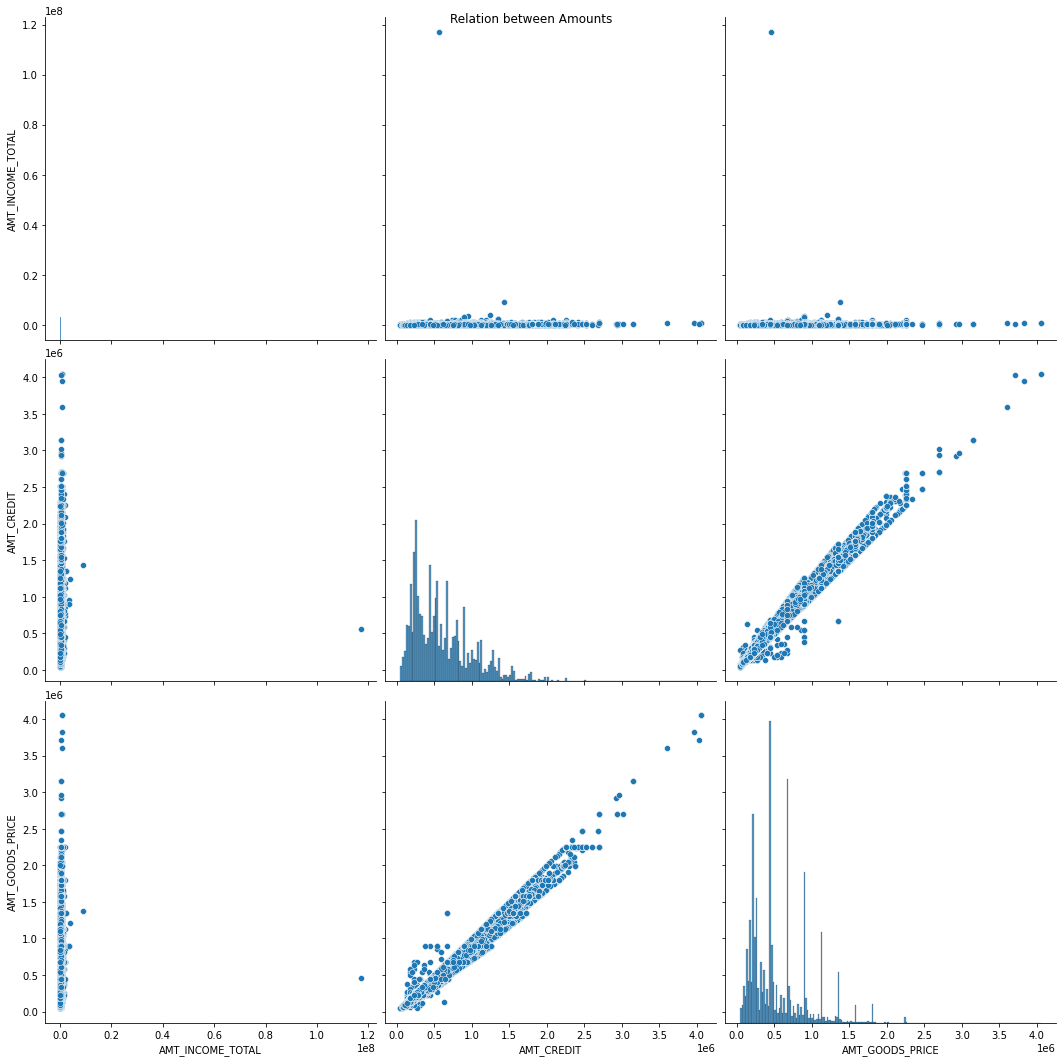 Relation between Amounts
1e8
1.2
1.0
0.8
0.6
0.4
0.2
0.0
AMT_INCOME_TOTAL
1e6
4.0
3.5
3.0
2.5
2.0
1.5
1.0
0.5
0.0
AMT_CREDIT
1e6
4.0
3.5
3.0
2.5
2.0
1.5
1.0
0.5
0.0
AMT_GOODS_PRICE
0.0 0.2 0.4 0.6 0.8 1.0 1.2
1e8
AMT_INCOME_TOTAL
0.0 0.5 1.0 1.5 2.0 2.5 3.0 3.5 4.0
1e6
AMT_CREDIT
0.0 0.5 1.0 1.5 2.0 2.5 3.0 3.5 4.0
1e6
AMT_GOODS_PRICE